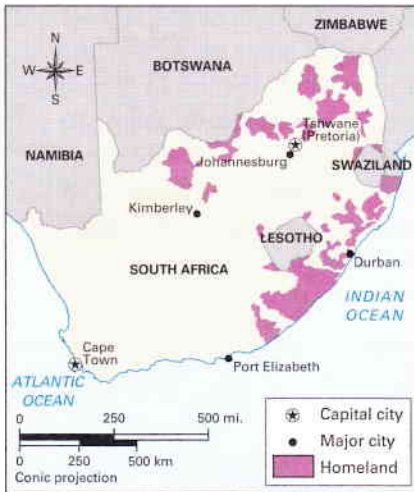 ZIMBABWE
N
W
E
S
BOTSWANA
Tshwane
(Pretoria)
Johannesburg
NAMIBIA
SWAZILAND
Kimberley
LESOTHO
SOUTH AFRICA
Durban
INDIAN
OCEAN
Cape
Town
Port Elizabeth
ATLANTIC
OCEAN
0 250 500 mi.
0 250 500 km
Conic projection
Capital city
Major city
Homeland